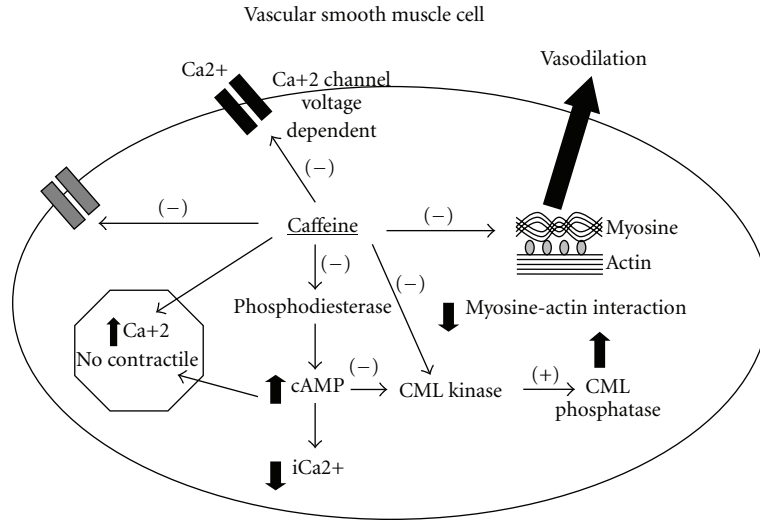 Vascular smooth muscle cell
Ca2+
Ca+2 channel
voltage
dependent
Vasodilation
(−)
(−)
Caffeine
(−)
Myosine
Actin
(−)
(−)
Phosphodiesterase
Myosine-actin interaction
Ca+2
No contractile
cAMP
(−)
CML kinase
(+)
CML
phosphatase
iCa2+